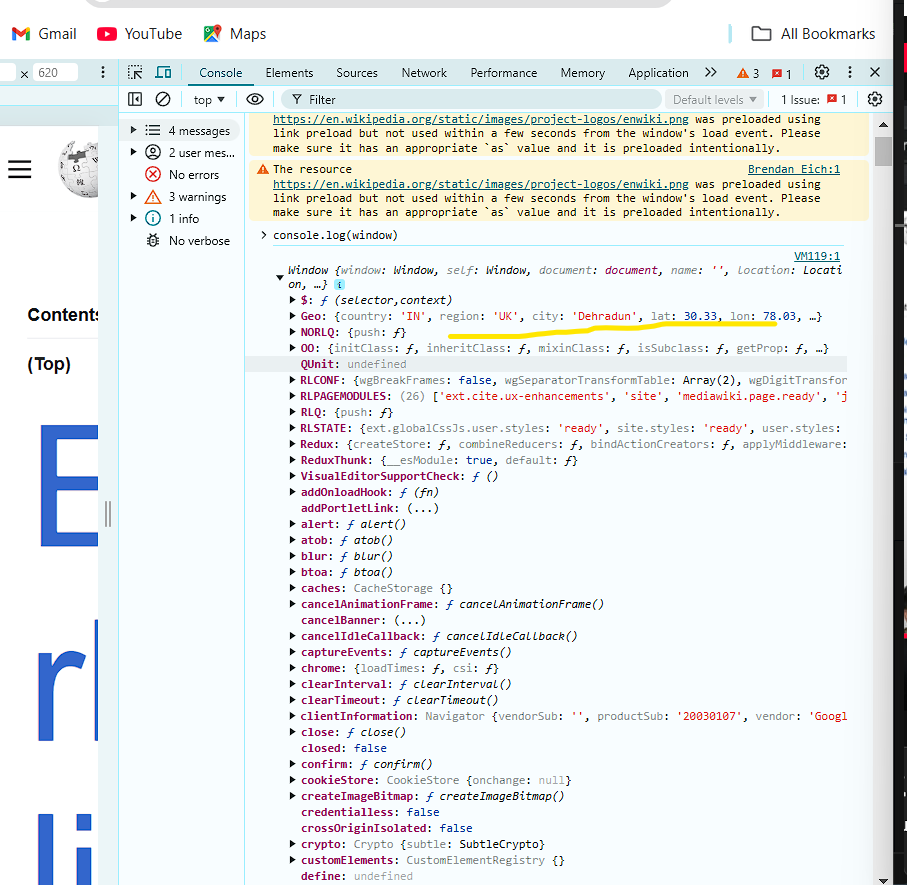 Gmail YouTube Maps All Bookmarks
× 620 Console Elements Sources Network Performance Memory Application 3 1
top Filter Default levels 1 Issue: 1
4 messages
2 user mes...
No errors
3 warnings
1 info
No verbose
Contents
(Top)
E
r
li
https://en.wikipedia.org/static/images/project-logos/enwiki.png was preloaded using
link preload but not used within a few seconds from the window's load event. Please
make sure it has an appropriate `as` value and it is preloaded intentionally.
The resource Brendan_Eich:1
https://en.wikipedia.org/static/images/project-logos/enwiki.png was preloaded using
link preload but not used within a few seconds from the window's load event. Please
make sure it has an appropriate `as` value and it is preloaded intentionally.
> console.log(window)
VM119:1
Window {window: Window, self: Window, document: document, name: '', location: Locati
on, …} i
$: ƒ (selector,context)
Geo: {country: 'IN', region: 'UK', city: 'Dehradun', lat: 30.33, lon: 78.03, …}
NORLQ: {push: ƒ}
OO: {initClass: ƒ, inheritClass: ƒ, mixinClass: ƒ, isSubclass: ƒ, getProp: ƒ, …}
QUnit: undefined
RLCONF: {wgBreakFrames: false, wgSeparatorTransformTable: Array(2), wgDigitTransfor
RLPAGEMODULES: (26) ['ext.cite.ux-enhancements', 'site', 'mediawiki.page.ready', 'j
RLQ: {push: ƒ}
RLSTATE: {ext.globalCssJs.user.styles: 'ready', site.styles: 'ready', user.styles:
Redux: {createStore: ƒ, combineReducers: ƒ, bindActionCreators: ƒ, applyMiddleware:
ReduxThunk: {__esModule: true, default: ƒ}
VisualEditorSupportCheck: ƒ ()
addOnloadHook: ƒ (fn)
addPortletLink: (...)
alert: ƒ alert()
atob: ƒ atob()
blur: ƒ blur()
btoa: ƒ btoa()
caches: CacheStorage {}
cancelAnimationFrame: ƒ cancelAnimationFrame()
cancelBanner: (...)
cancelIdleCallback: ƒ cancelIdleCallback()
captureEvents: ƒ captureEvents()
chrome: {loadTimes: ƒ, csi: ƒ}
clearInterval: ƒ clearInterval()
clearTimeout: ƒ clearTimeout()
clientInformation: Navigator {vendorSub: '', productSub: '20030107', vendor: 'Googl
close: ƒ close()
closed: false
confirm: ƒ confirm()
cookieStore: CookieStore {onchange: null}
createImageBitmap: ƒ createImageBitmap()
credentialless: false
crossOriginIsolated: false
crypto: Crypto {subtle: SubtleCrypto}
customElements: CustomElementRegistry {}
define: undefined